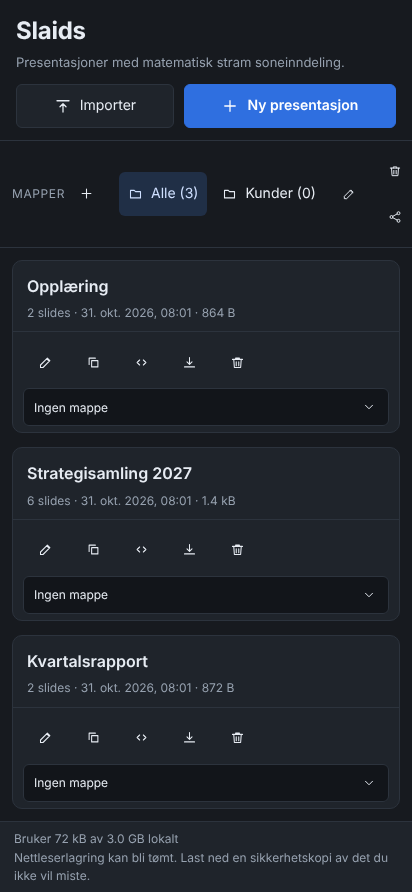 Slaids
Presentasjoner med matematisk stram soneinndeling.
Importer
Ny presentasjon
MAPPER
Alle (3)
Kunder (0)
Opplæring
2 slides · 31. okt. 2026, 08:01 · 864 B
Ingen mappe
Strategisamling 2027
6 slides · 31. okt. 2026, 08:01 · 1.4 kB
Ingen mappe
Kvartalsrapport
2 slides · 31. okt. 2026, 08:01 · 872 B
Ingen mappe
Bruker 72 kB av 3.0 GB lokalt
Nettleserlagring kan bli tømt. Last ned en sikkerhetskopi av det du
ikke vil miste.